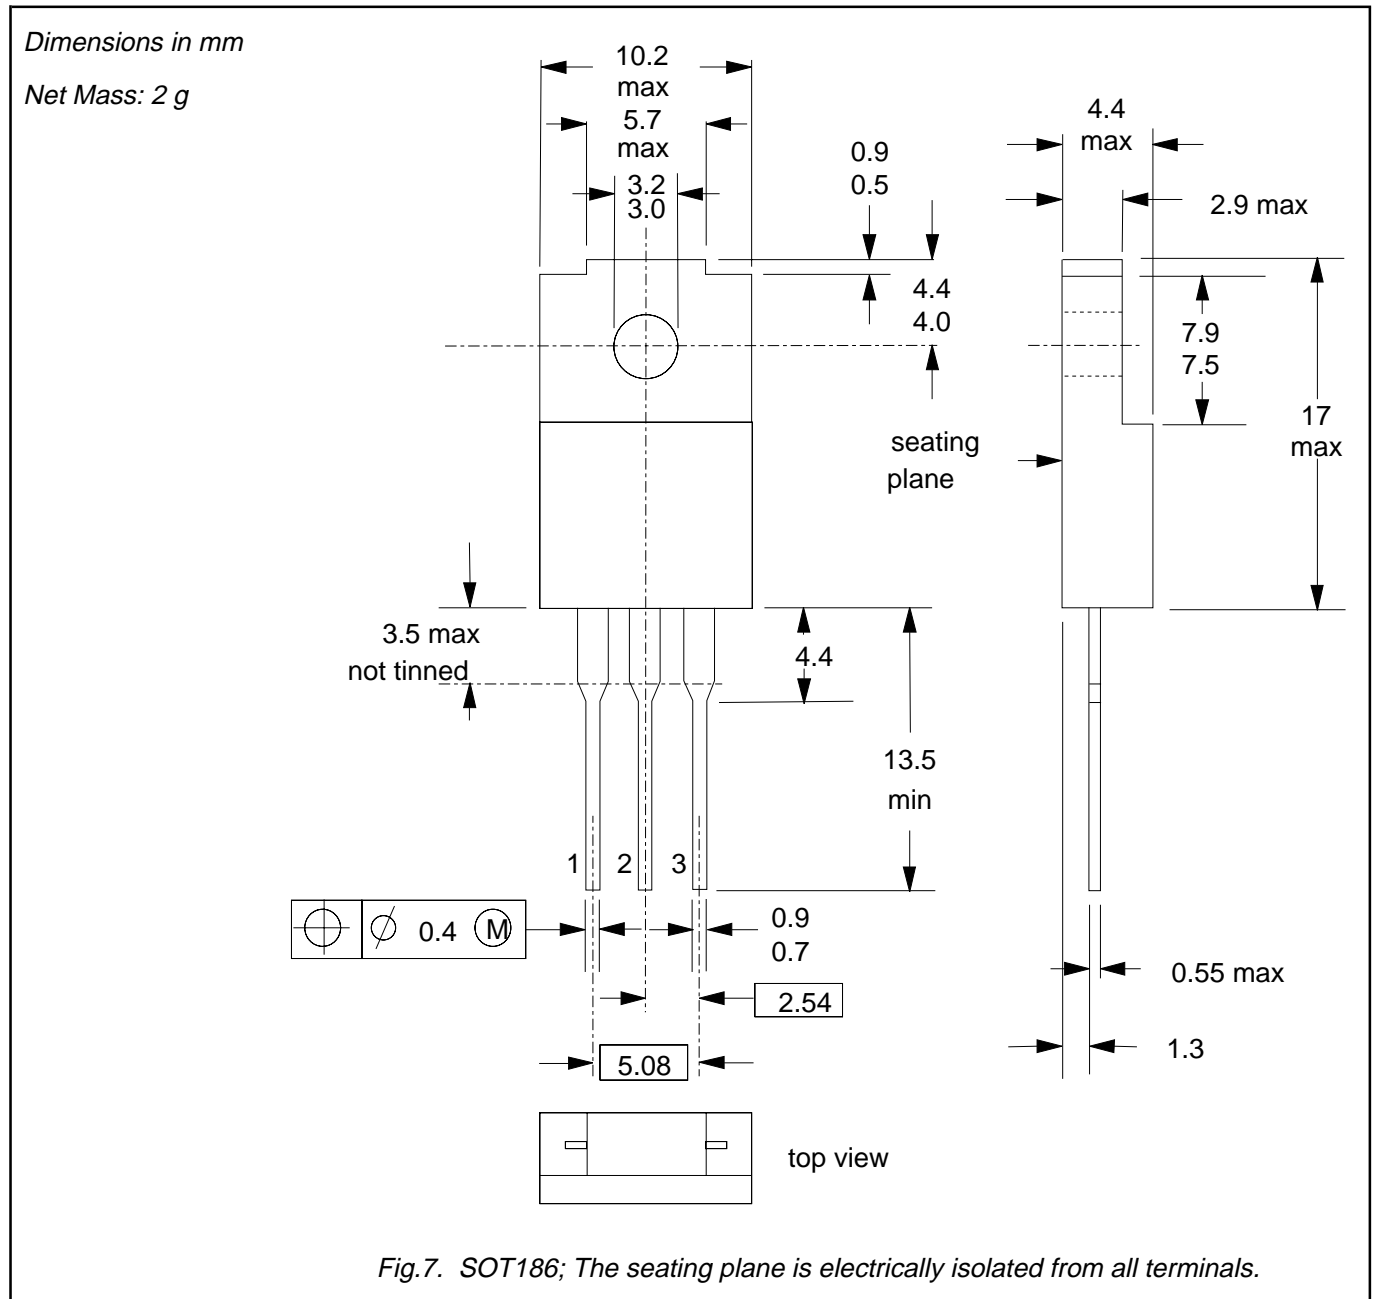 Dimensions in mm
Net Mass: 2 g
10.2
max
5.7
max
3.2
3.0
0.9
0.5
4.4
4.0
4.4
max
2.9 max
7.9
7.5
17
max
seating
plane
3.5 max
not tinned
4.4
13.5
min
1 2 3
0.4 M
0.9
0.7
2.54
5.08
0.55 max
1.3
top view
Fig.7. SOT186; The seating plane is electrically isolated from all terminals.